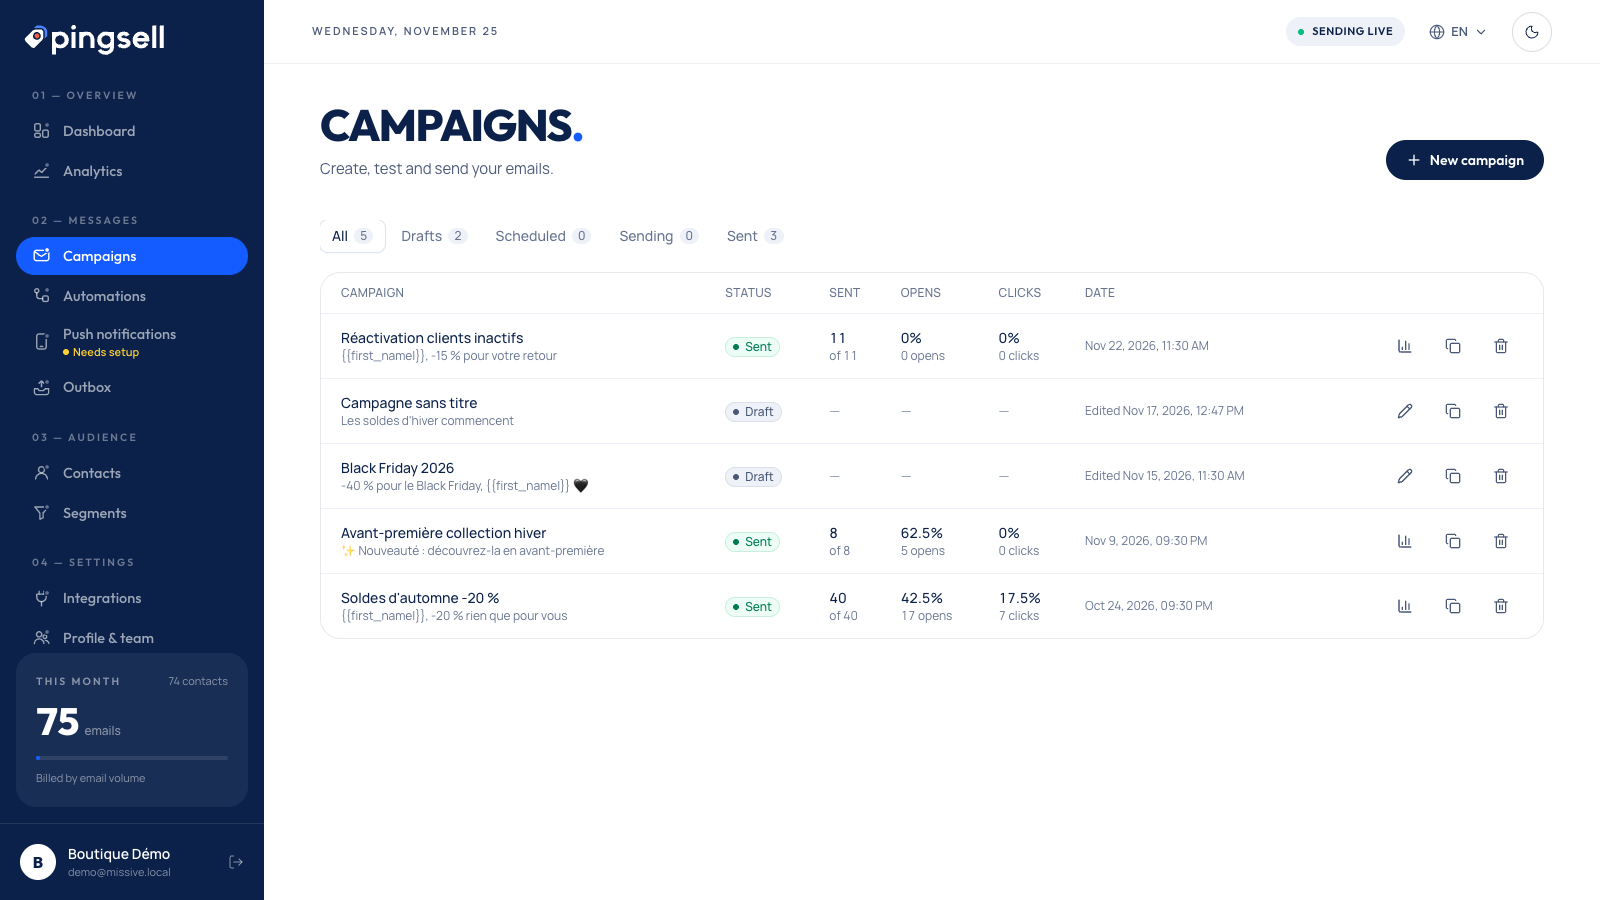 pingsell
01 — OVERVIEW
Dashboard
Analytics
02 — MESSAGES
Campaigns
Automations
Push notifications
Needs setup
Outbox
03 — AUDIENCE
Contacts
Segments
04 — SETTINGS
Integrations
Profile & team
THIS MONTH 74 contacts
75 emails
Billed by email volume
B
Boutique Démo
demo@missive.local
WEDNESDAY, NOVEMBER 25
SENDING LIVE
EN
CAMPAIGNS.
Create, test and send your emails.
New campaign
All 5 Drafts 2 Scheduled 0 Sending 0 Sent 3
CAMPAIGN STATUS SENT OPENS CLICKS DATE
Réactivation clients inactifs
{{first_name}}, -15 % pour votre retour
Sent
11
of 11
0%
0 opens
0%
0 clicks
Nov 22, 2026, 11:30 AM
Campagne sans titre
Les soldes d'hiver commencent
Draft
—
—
—
Edited Nov 17, 2026, 12:47 PM
Black Friday 2026
-40 % pour le Black Friday, {{first_name}} 🖤
Draft
—
—
—
Edited Nov 15, 2026, 11:30 AM
Avant-première collection hiver
✨ Nouveauté : découvrez-la en avant-première
Sent
8
of 8
62.5%
5 opens
0%
0 clicks
Nov 9, 2026, 09:30 PM
Soldes d'automne -20 %
{{first_name}}, -20 % rien que pour vous
Sent
40
of 40
42.5%
17 opens
17.5%
7 clicks
Oct 24, 2026, 09:30 PM